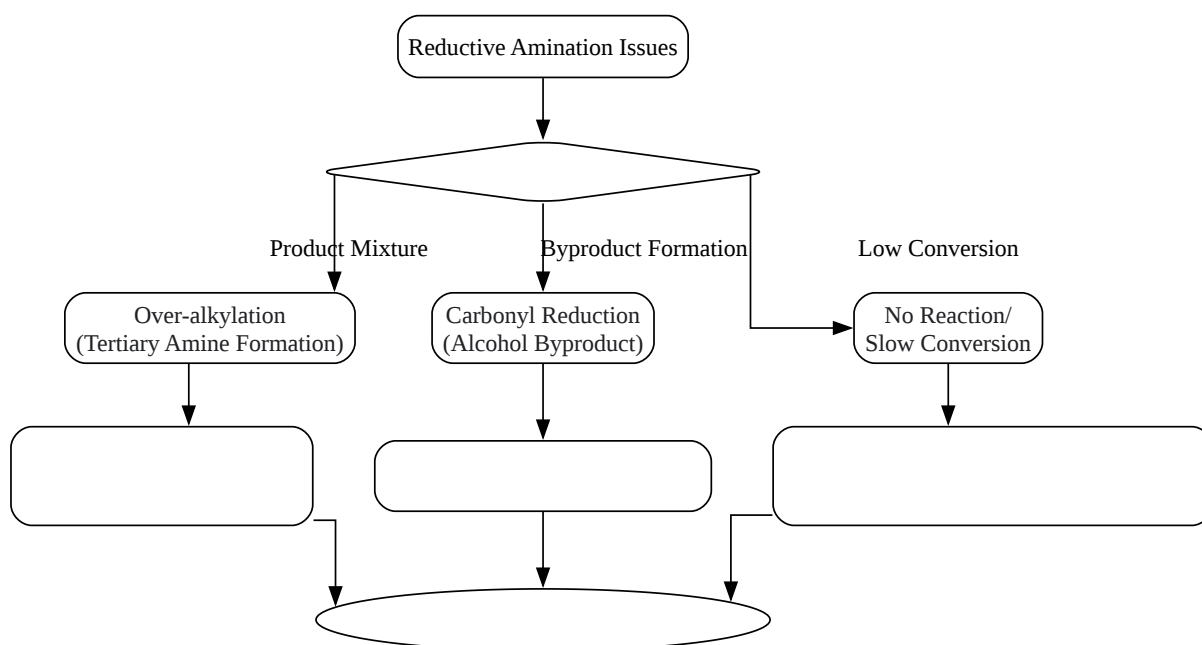 Reductive Amination Issues
Product Mixture
Byproduct Formation
Low Conversion
Over-alkylation
(Tertiary Amine Formation)
Carbonyl Reduction
(Alcohol Byproduct)
No Reaction/
Slow Conversion